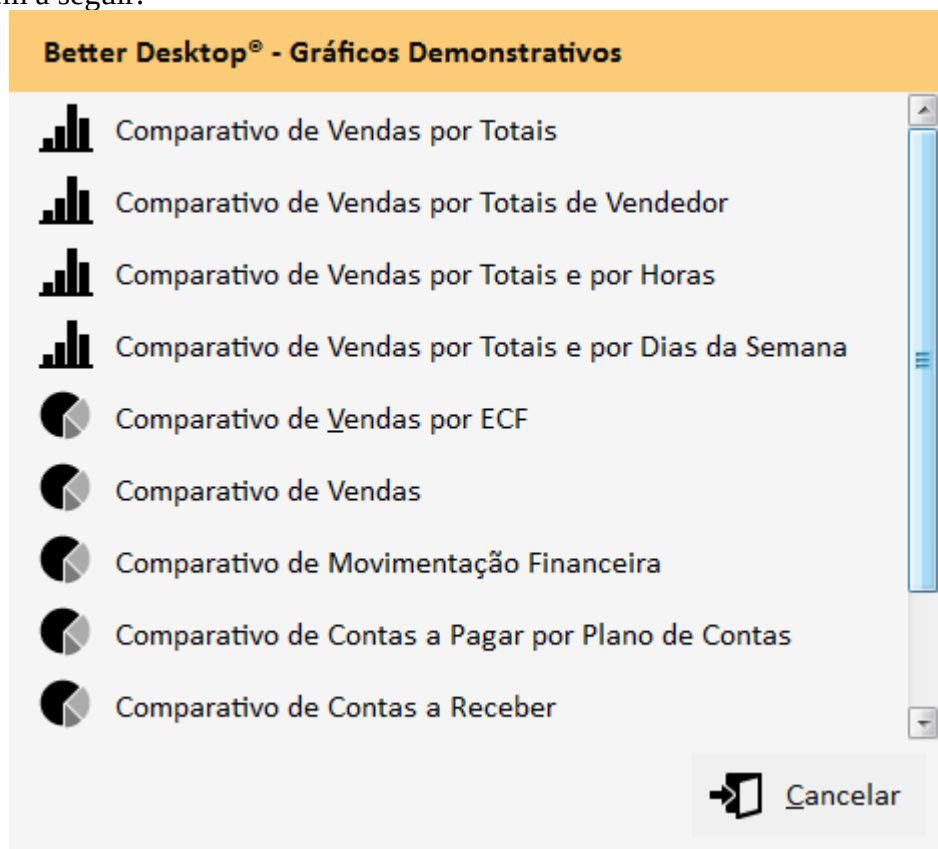 a seguir:
Better Desktop® - Gráficos Demonstrativos
Comparativo de Vendas por Totais
Comparativo de Vendas por Totais de Vendedor
Comparativo de Vendas por Totais e por Horas
Comparativo de Vendas por Totais e por Dias da Semana
Comparativo de Vendas por ECF
Comparativo de Vendas
Comparativo de Movimentação Financeira
Comparativo de Contas a Pagar por Plano de Contas
Comparativo de Contas a Receber
Cancelar